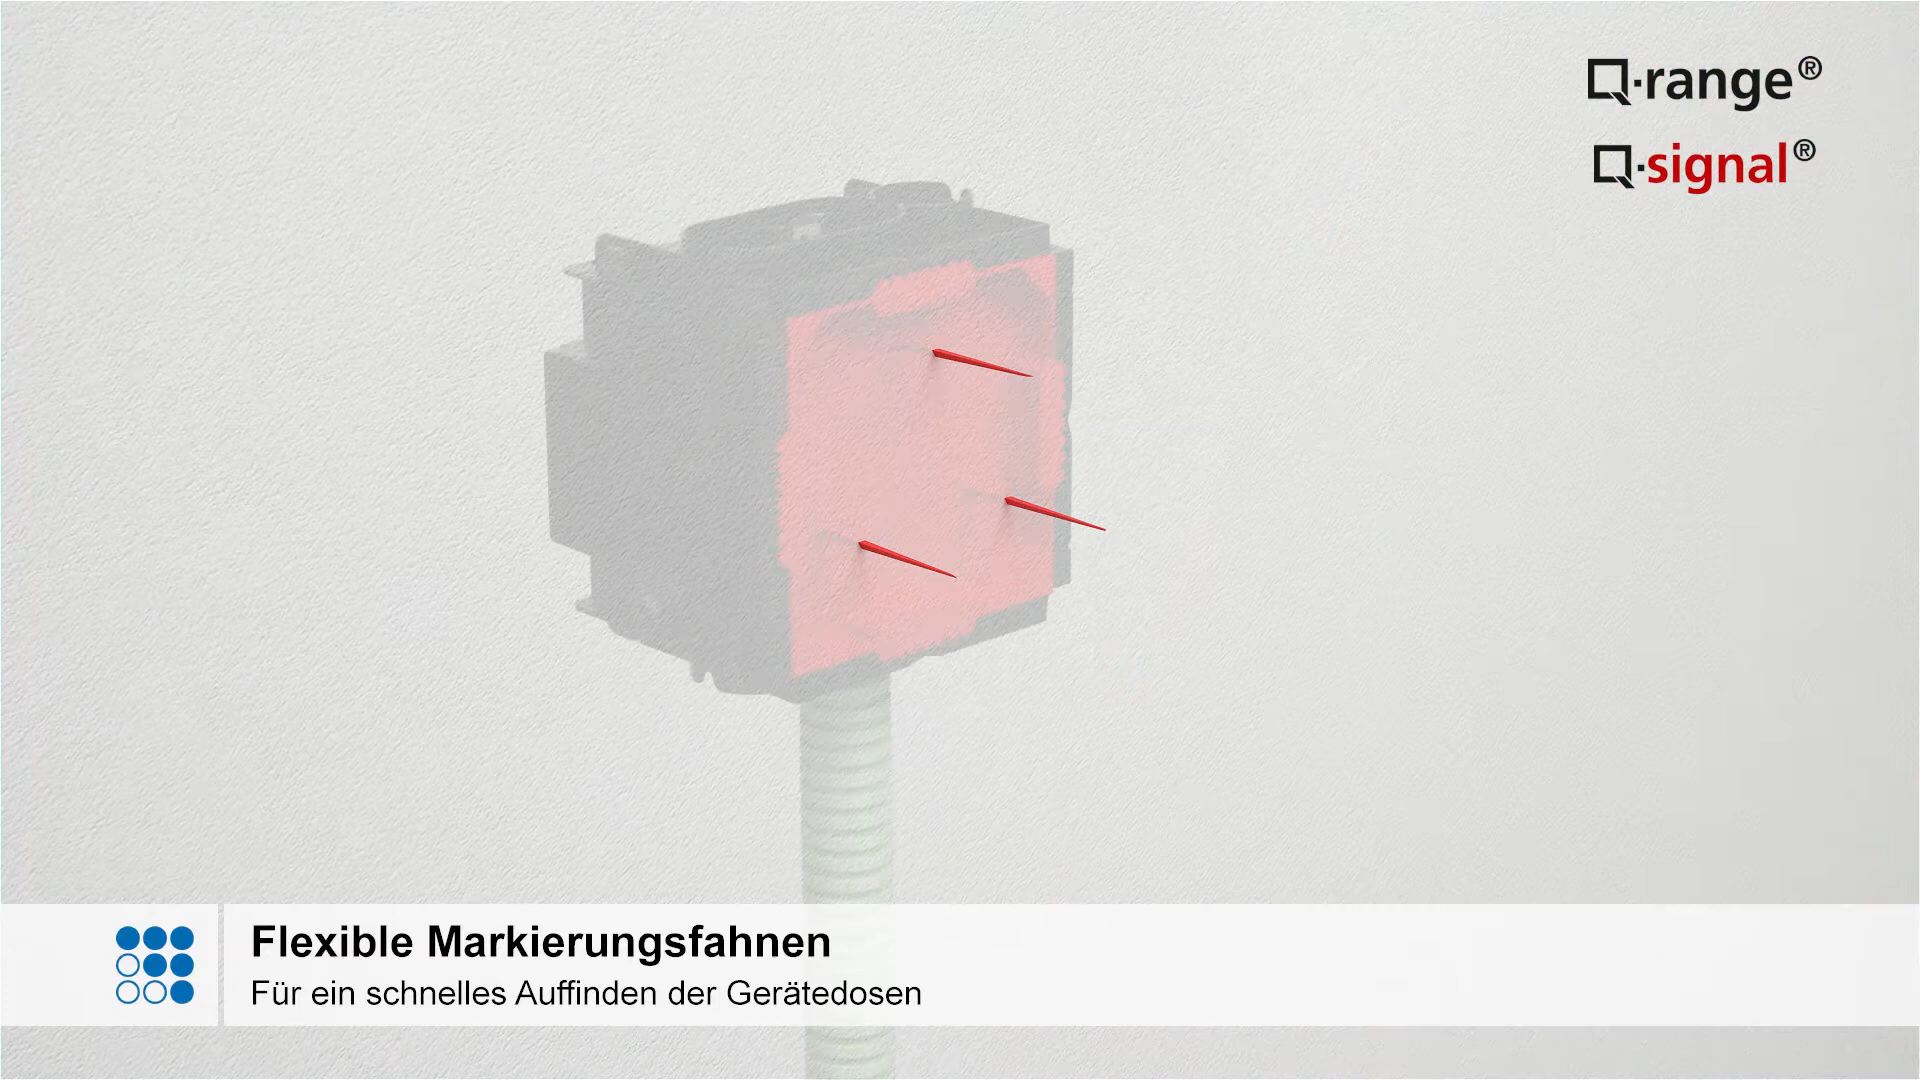 Q·range®
Q·signal®
Flexible Markierungsfahnen
Für ein schnelles Auffinden der Gerätedosen